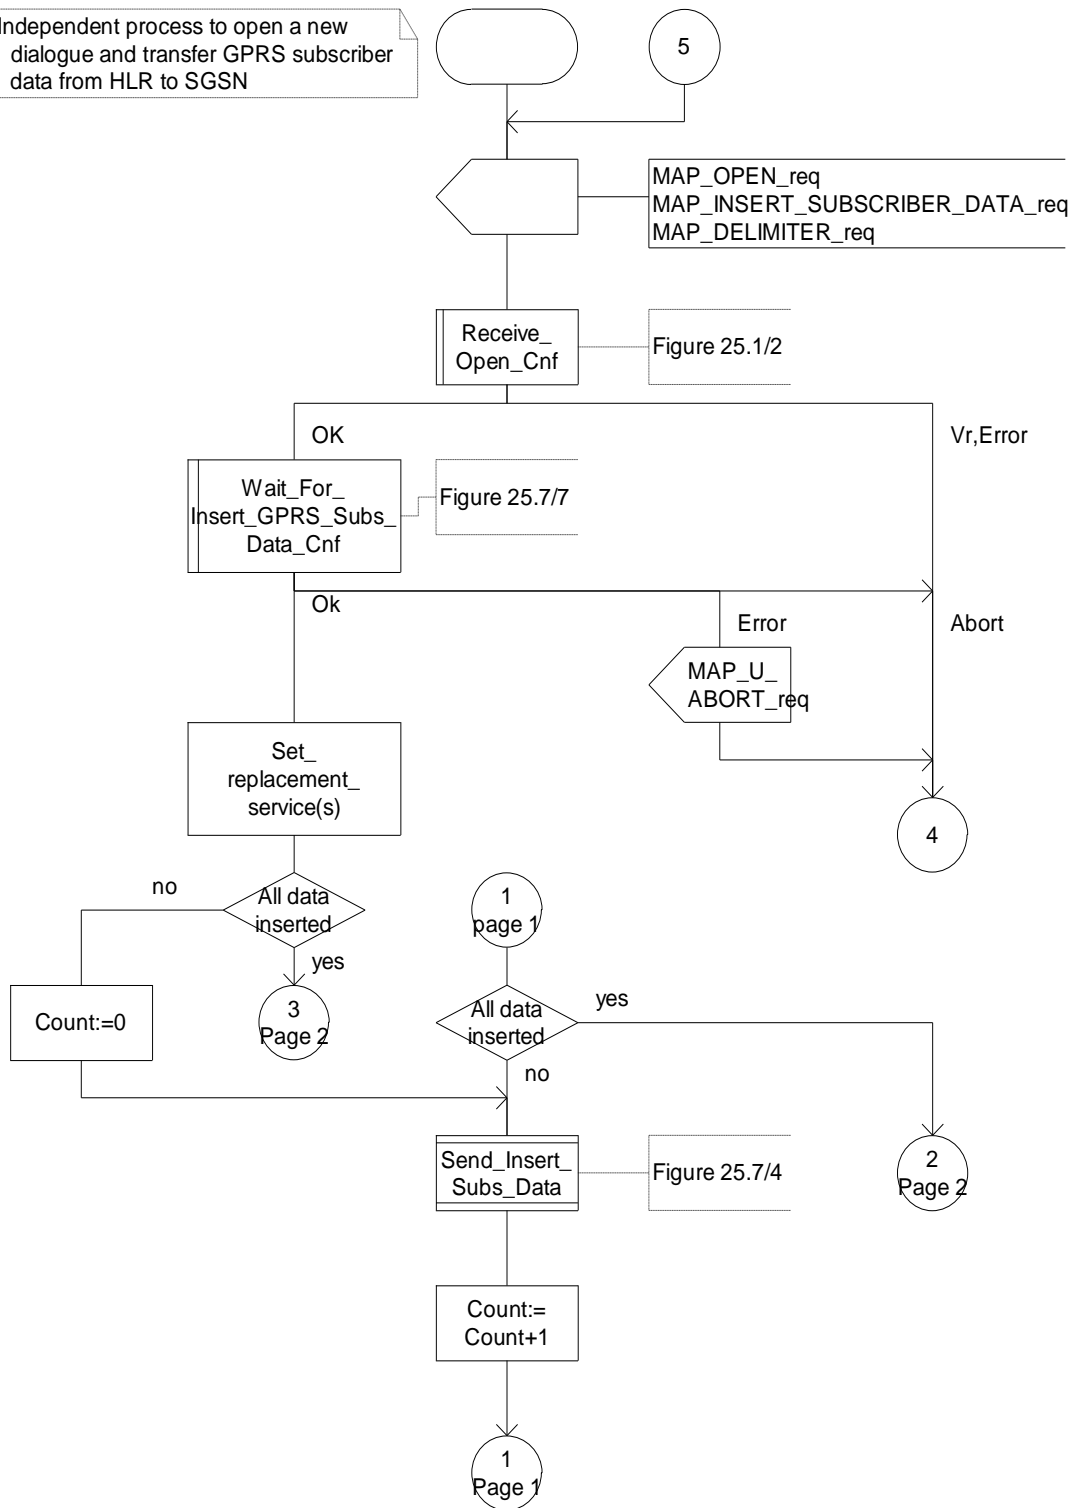 Independent process to open a new
dialogue and transfer GPRS subscriber
data from HLR to SGSN
5
MAP_OPEN_req
MAP_INSERT_SUBSCRIBER_DATA_req
MAP_DELIMITER_req
Receive_
Open_Cnf
Figure 25.1/2
OK
Vr,Error
Wait_For_
Insert_GPRS_Subs_
Data_Cnf
Figure 25.7/7
Ok
Error
Abort
MAP_U_
ABORT_req
Set_
replacement_
service(s)
4
no
All data
inserted
yes
1
page 1
Count:=0
3
Page 2
All data
inserted
yes
no
Send_Insert_
Subs_Data
Figure 25.7/4
2
Page 2
Count:=
Count+1
1
Page 1